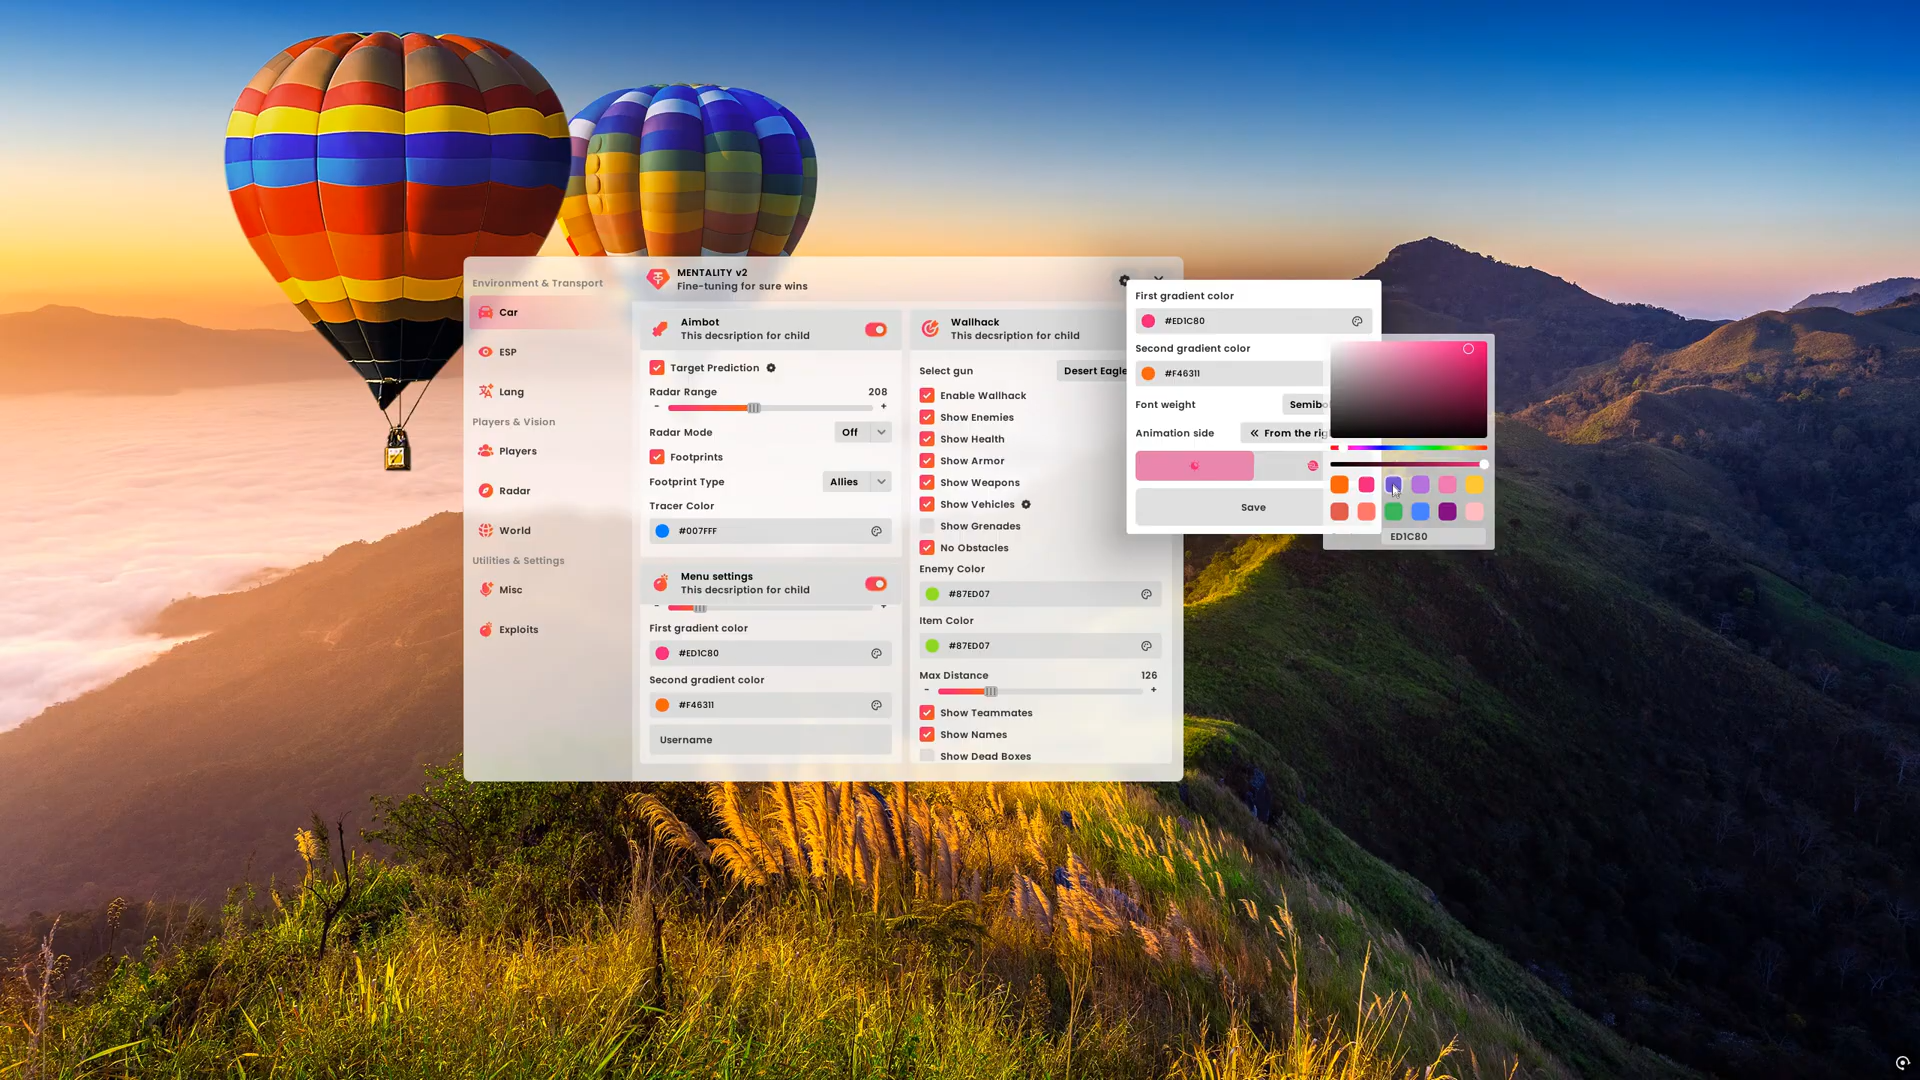 Environment & Transport
Car
ESP
Lang
Players & Vision
Players
Radar
World
Utilities & Settings
Misc
Exploits
MENTALITY v2
Fine-tuning for sure wins
Aimbot
This decsription for child
Target Prediction
Radar Range 208
- +
Radar Mode Off
Footprints
Footprint Type Allies
Tracer Color
#007FFF
Menu settings
This decsription for child
- +
First gradient color
#ED1C80
Second gradient color
#F46311
Username
Wallhack
This decsription for child
Select gun Desert Eagle
Enable Wallhack
Show Enemies
Show Health
Show Armor
Show Weapons
Show Vehicles
Show Grenades
No Obstacles
Enemy Color
#87ED07
Item Color
#87ED07
Max Distance 126
- +
Show Teammates
Show Names
Show Dead Boxes
First gradient color
#ED1C80
Second gradient color
#F46311
Font weight Semibo
Animation side From the rig
Save
ED1C80